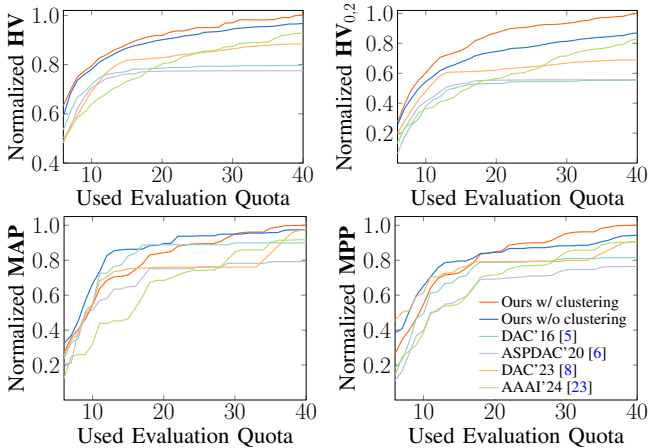 Normalized HV
1.0
0.8
0.6
0.4
10 20 30 40
Used Evaluation Quota
Normalized HV0,2
1.0
0.8
0.6
0.4
0.2
10 20 30 40
Used Evaluation Quota
Normalized MAP
1.0
0.8
0.6
0.4
0.2
0
10 20 30 40
Used Evaluation Quota
Normalized MPP
1.0
0.8
0.6
0.4
0.2
0
10 20 30 40
Used Evaluation Quota
Ours w/ clustering
Ours w/o clustering
DAC'16 [5]
ASPDAC'20 [6]
DAC'23 [8]
AAAI'24 [23]